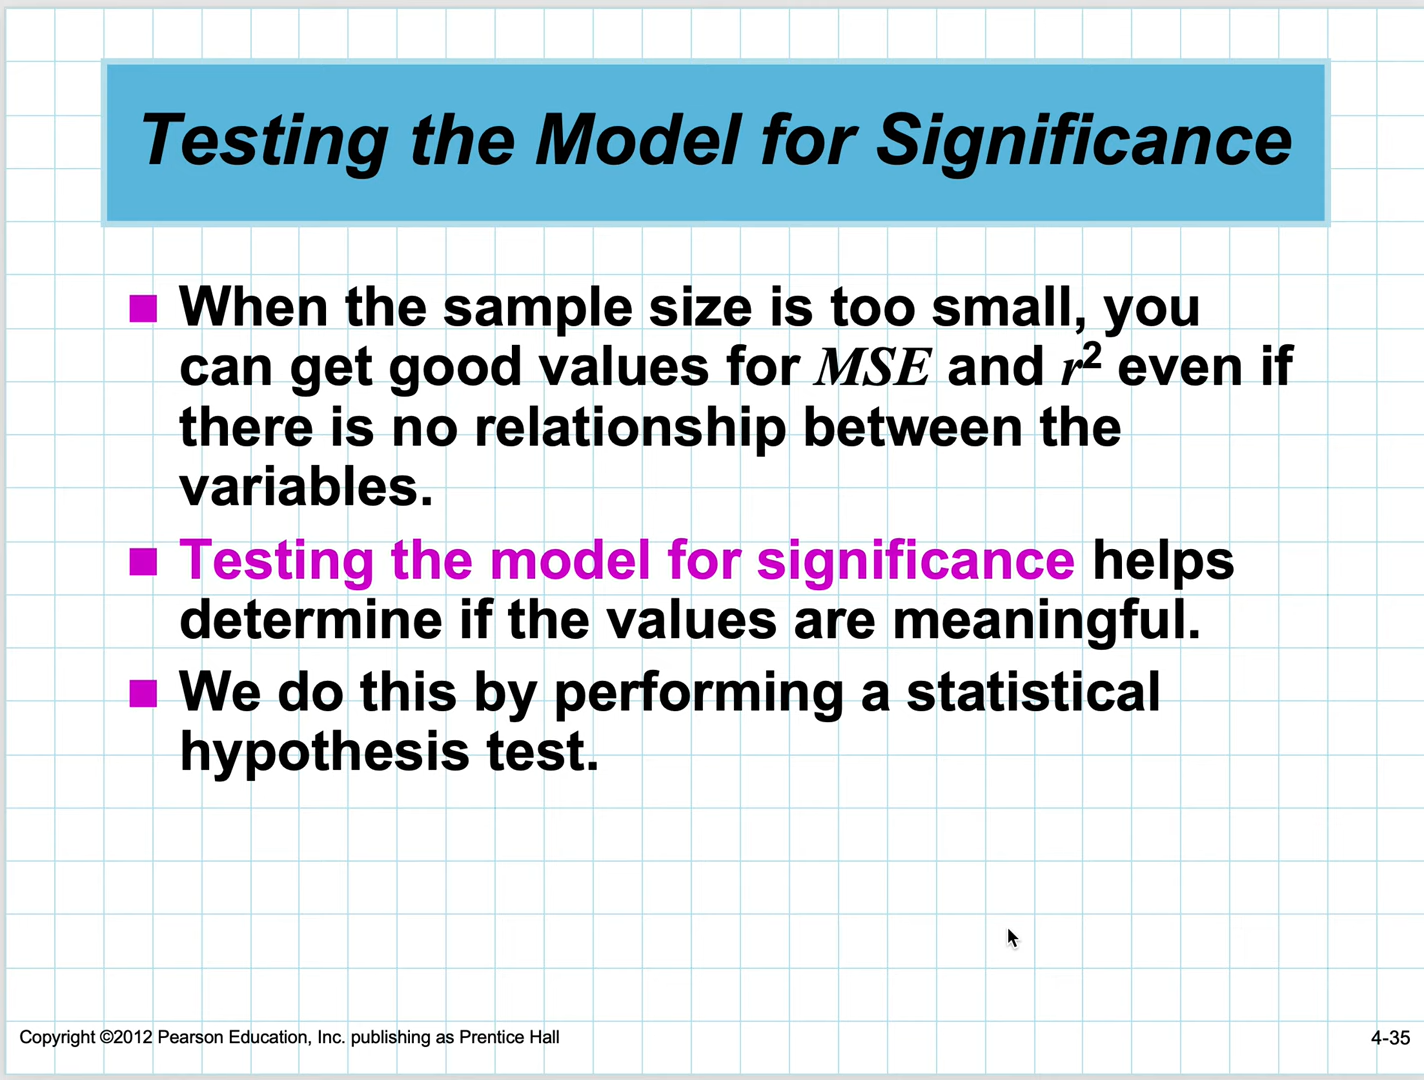 Testing the Model for Significance
■ When the sample size is too small, you
can get good values for MSE and r² even if
there is no relationship between the
variables.
■ Testing the model for significance helps
determine if the values are meaningful.
■ We do this by performing a statistical
hypothesis test.
Copyright ©2012 Pearson Education, Inc. publishing as Prentice Hall
4-35